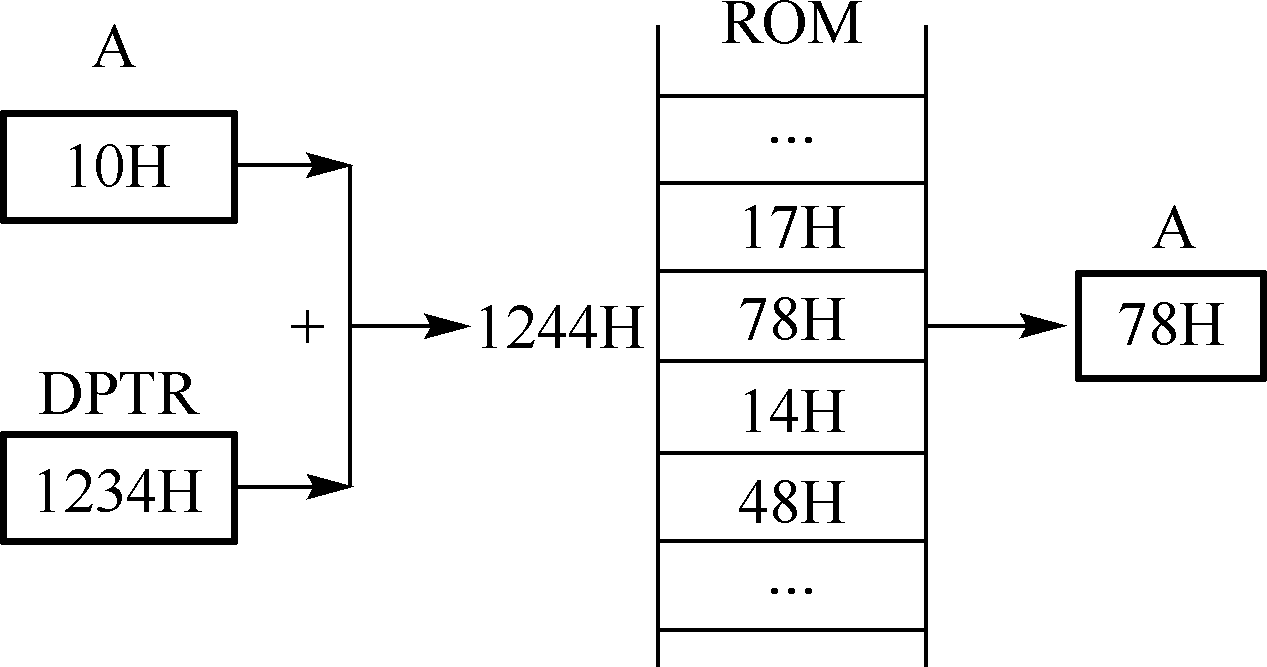 A
10H
+
DPTR
1234H
1244H
ROM
...
17H
78H
14H
48H
...
A
78H